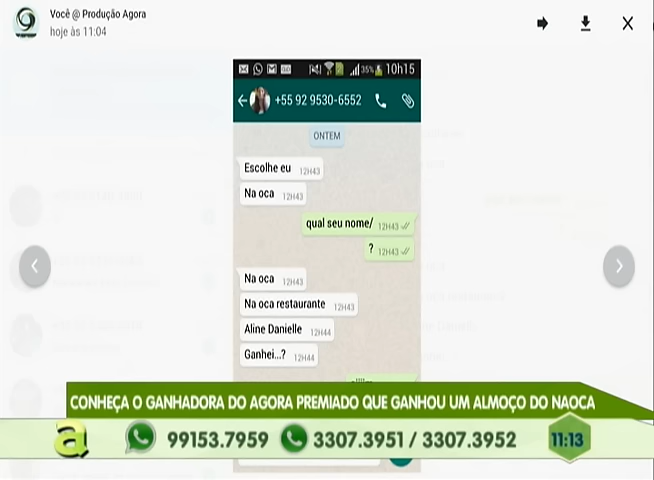 Você @ Produção Agora
hoje às 11:04
35% 10h15
+55 92 9530-6552
ONTEM
Escolhe eu 12H43
Na oca 12H43
qual seu nome/ 12H43
? 12H43
Na oca 12H43
Na oca restaurante 12H43
Aline Danielle 12H44
Ganhei...? 12H44
CONHEÇA O GANHADORA DO AGORA PREMIADO QUE GANHOU UM ALMOÇO DO NAOCA
a 99153.7959 3307.3951 / 3307.3952 11:13